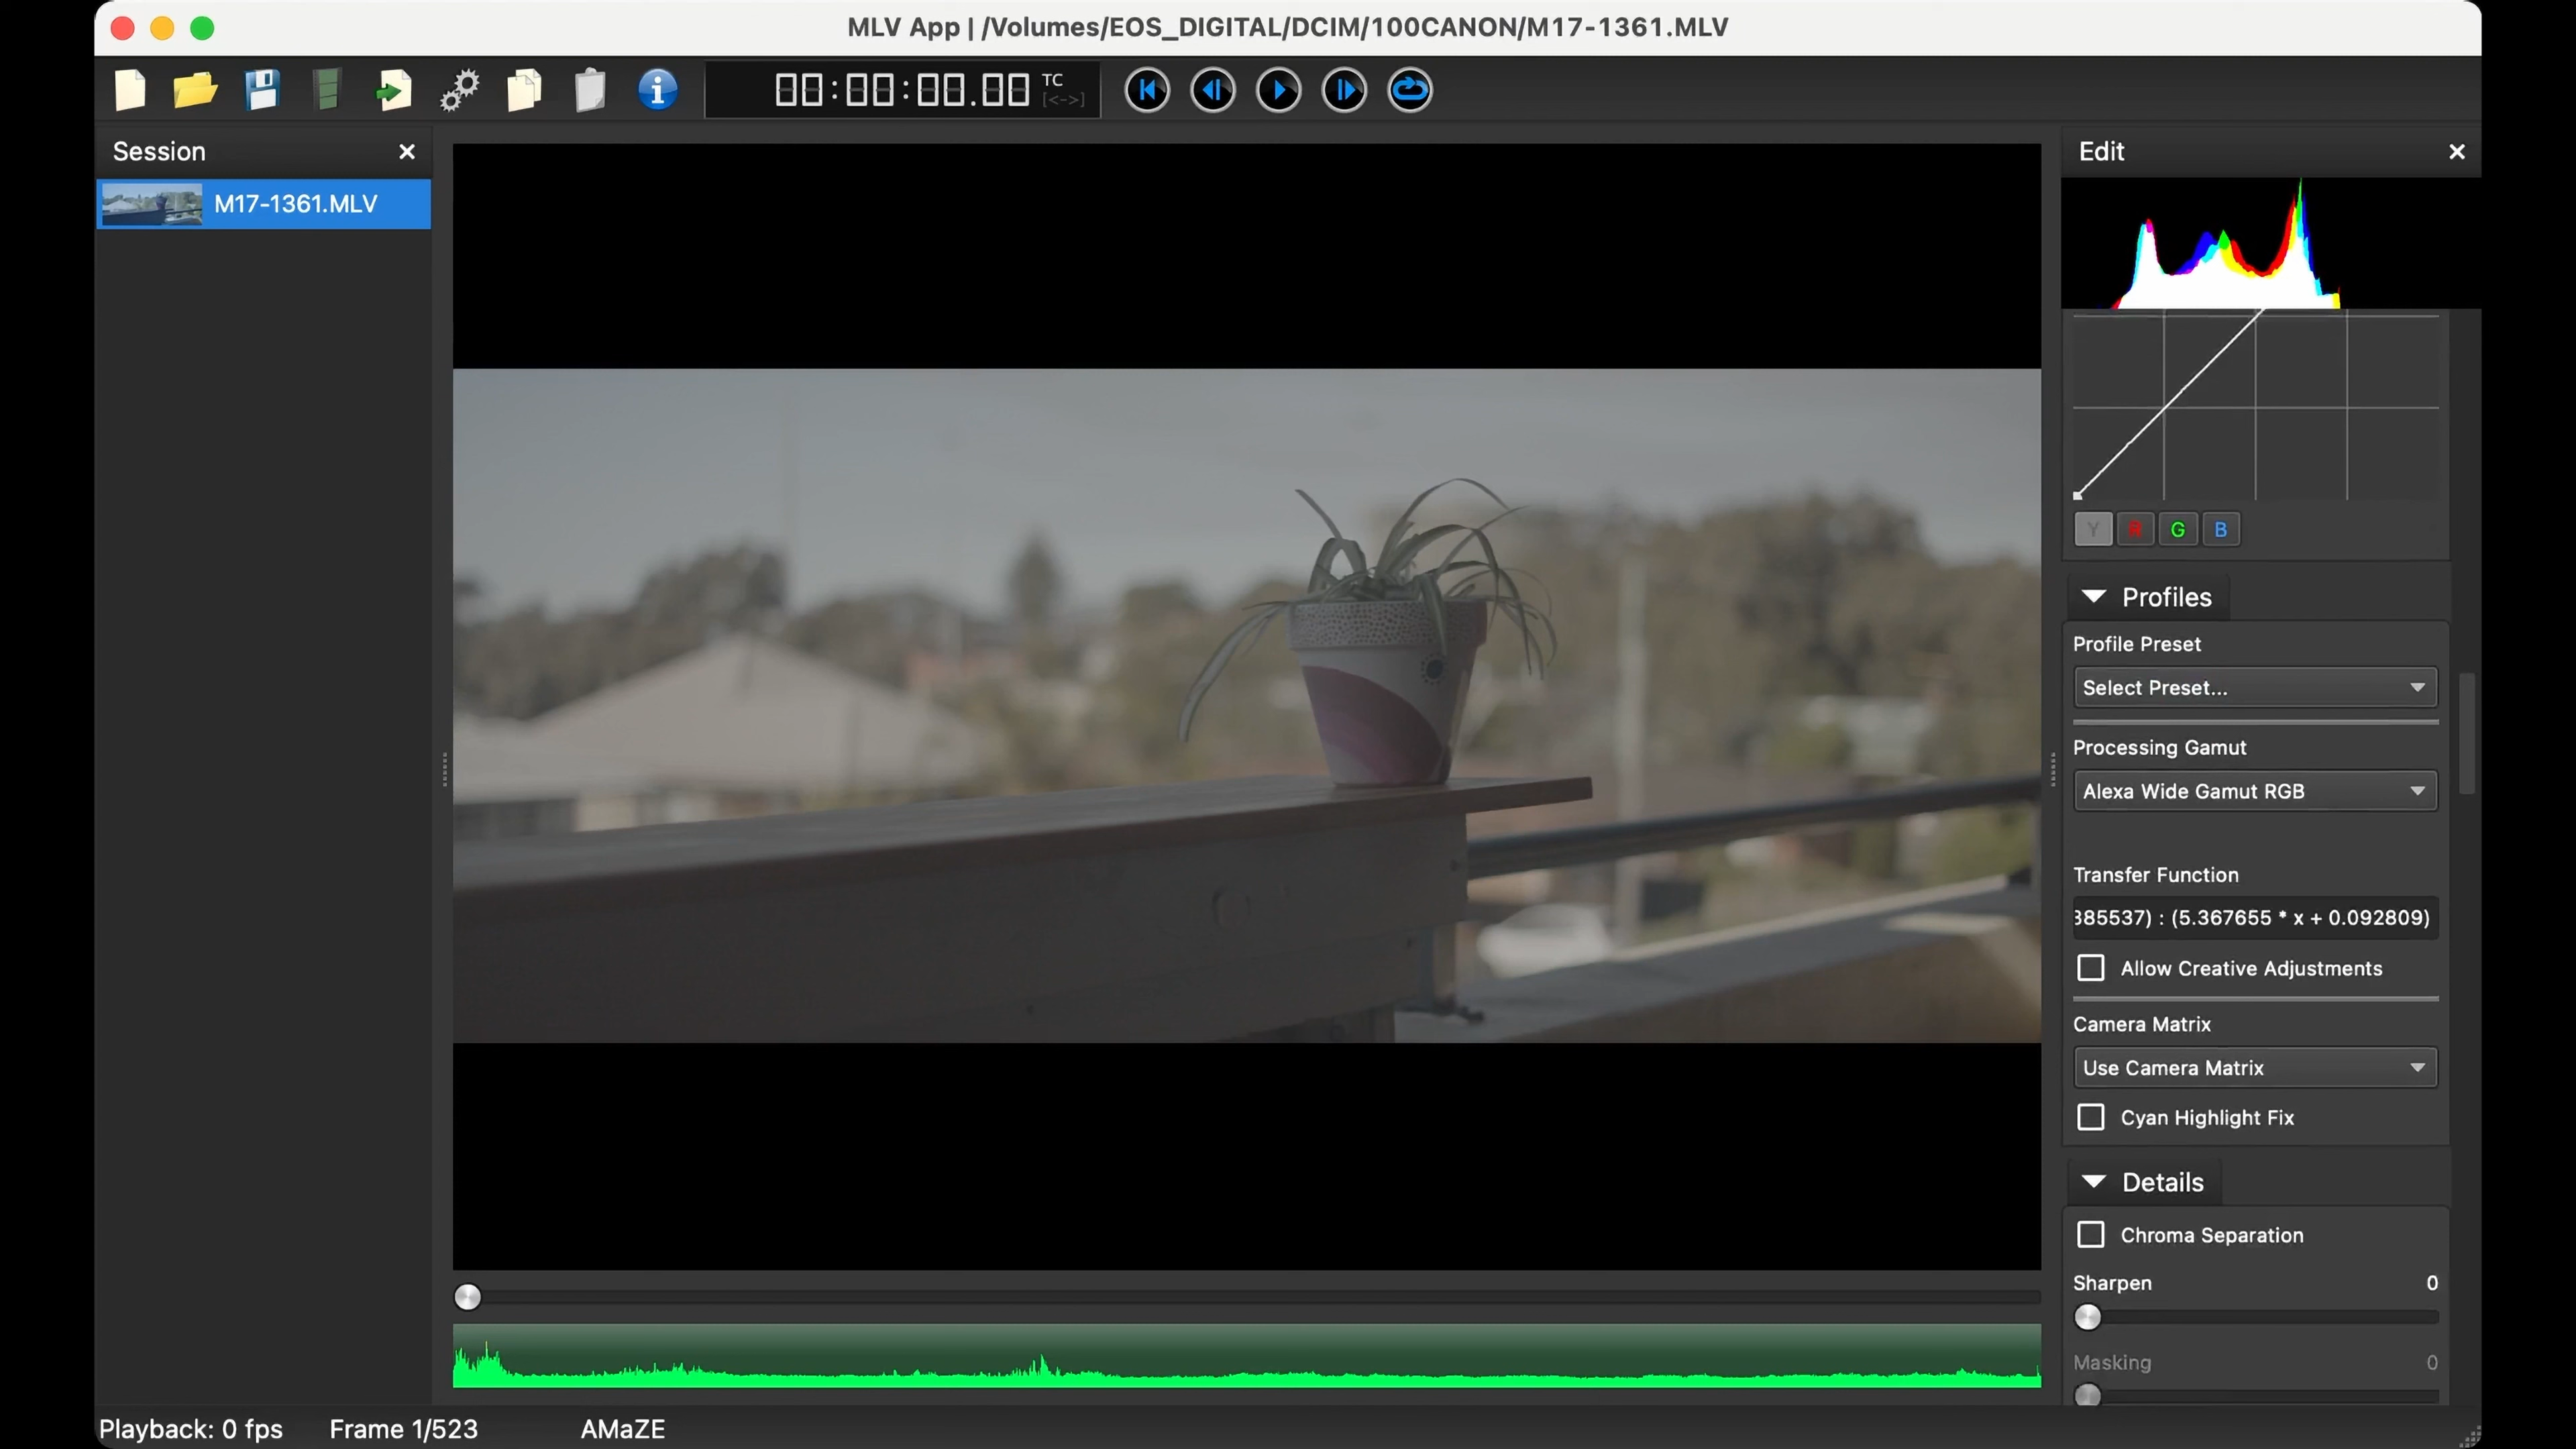 MLV App | /Volumes/EOS_DIGITAL/DCIM/100CANON/M17-1361.MLV
00:00:00.00 TC
[<->]
Session
Edit
M17-1361.MLV
Y R G B
Profiles
Profile Preset
Select Preset...
Processing Gamut
Alexa Wide Gamut RGB
Transfer Function
385537) : (5.367655 * x + 0.092809)
Allow Creative Adjustments
Camera Matrix
Use Camera Matrix
Cyan Highlight Fix
Details
Chroma Separation
Sharpen 0
Masking 0
Playback: 0 fps Frame 1/523 AMaZE